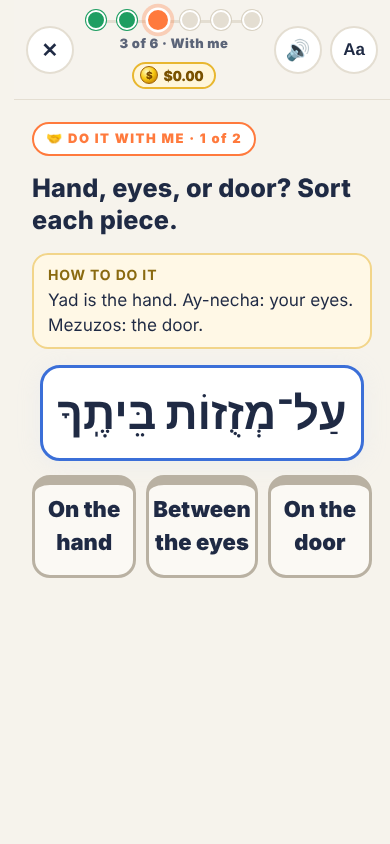 ✕
3 of 6 · With me
$ $0.00
🔊
Aa
🤝 DO IT WITH ME · 1 of 2
Hand, eyes, or door? Sort
each piece.
HOW TO DO IT
Yad is the hand. Ay-necha: your eyes.
Mezuzos: the door.
עַל־מְזֻזוֹת בֵּיתֶֽךָ
On the
hand
Between
the eyes
On the
door